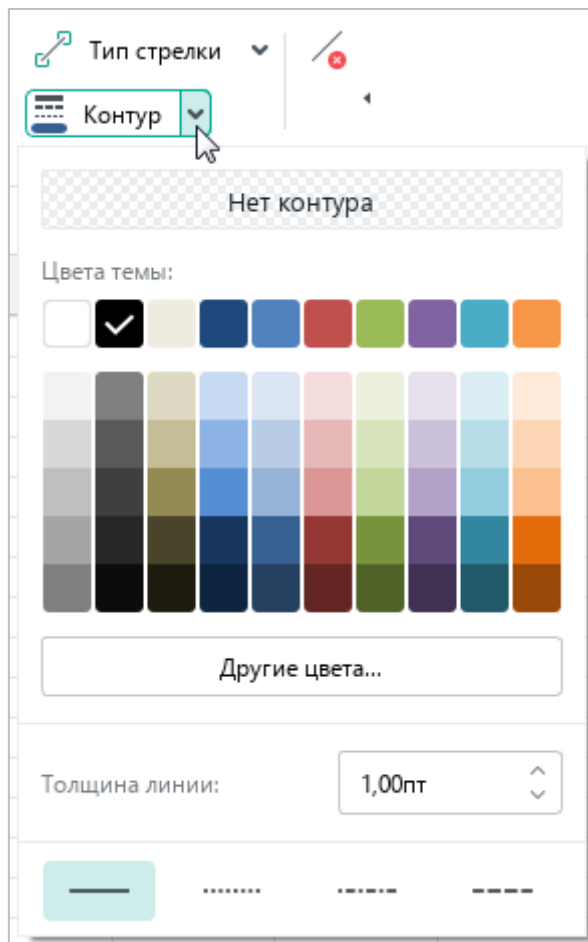 Тип стрелки
Контур
Нет контура
Цвета темы:
Другие цвета...
Толщина линии:
1,00пт